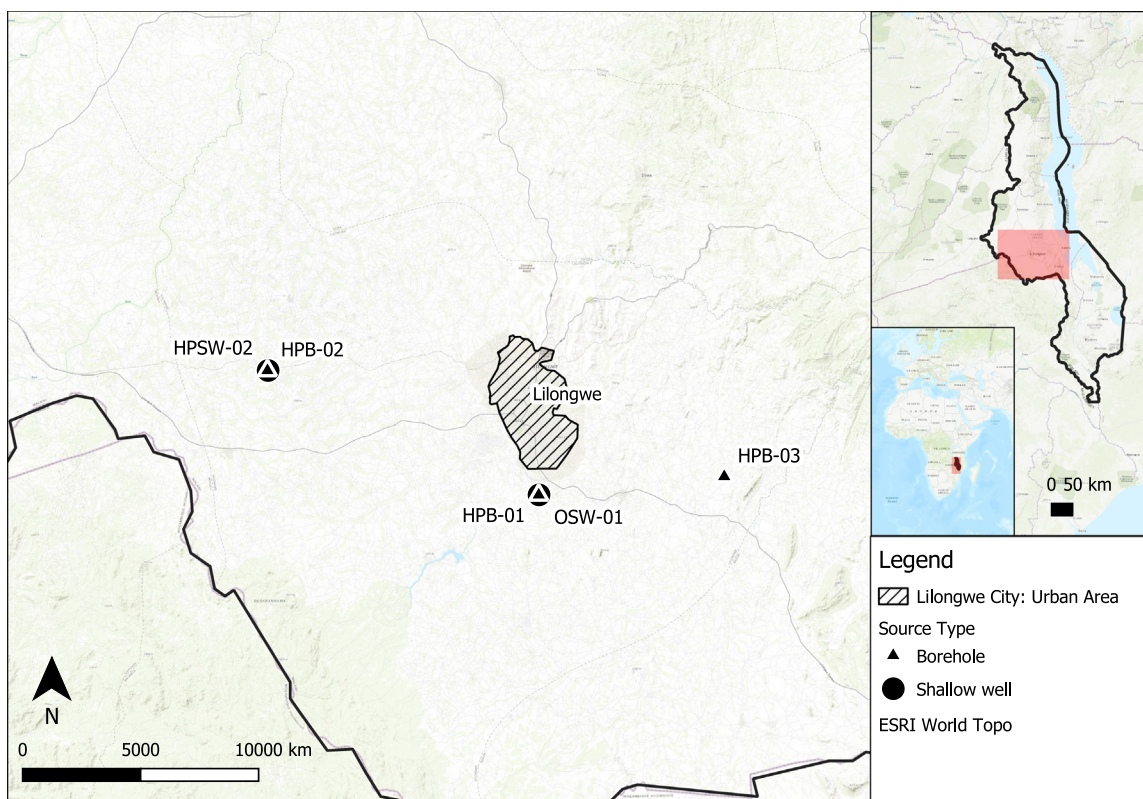 HPSW-02
HPB-02
Lilongwe
HPB-03
HPB-01
OSW-01
N
0
5000
10000 km
0 50 km
Legend
Lilongwe City: Urban Area
Source Type
Borehole
Shallow well
ESRI World Topo